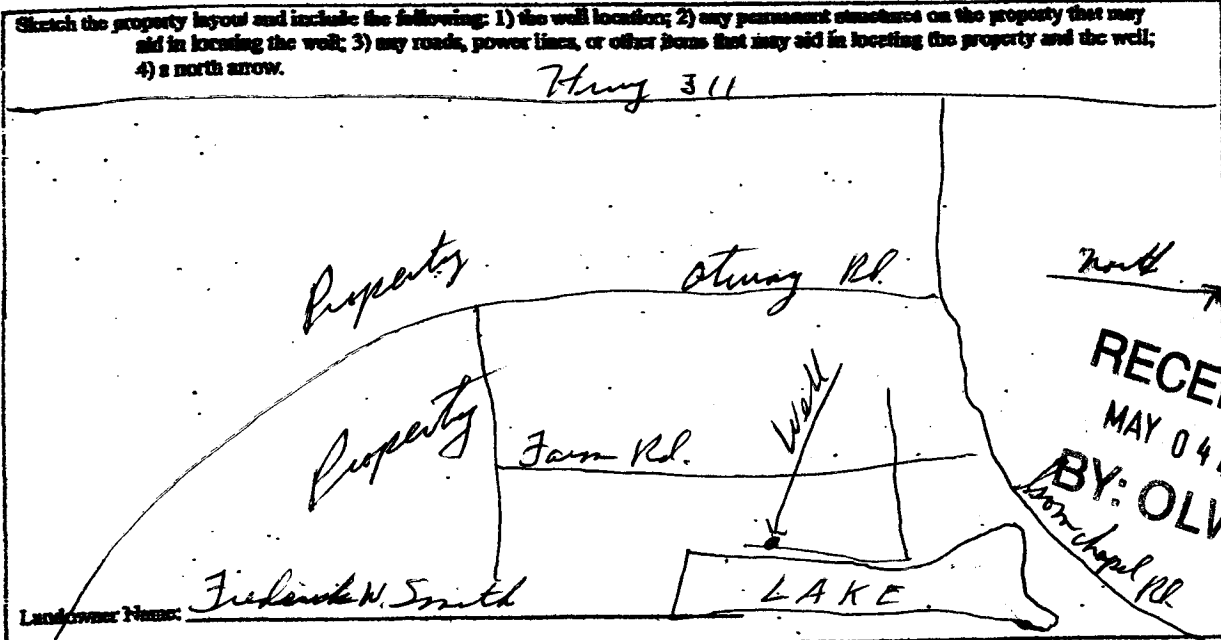 Sketch the property layout and include the following: 1) the well location; 2) any permanent structures on the property that may
aid in locating the well; 3) any roads, power lines, or other items that may aid in locating the property and the well;
4) a north arrow.
Hwy 311
Property
Otway Rd.
North
Property
Farm Rd.
Well
RECE
MAY 04
BY: OLW
Chapel Rd.
LAKE
Landowner Name: Frederick W. Smith